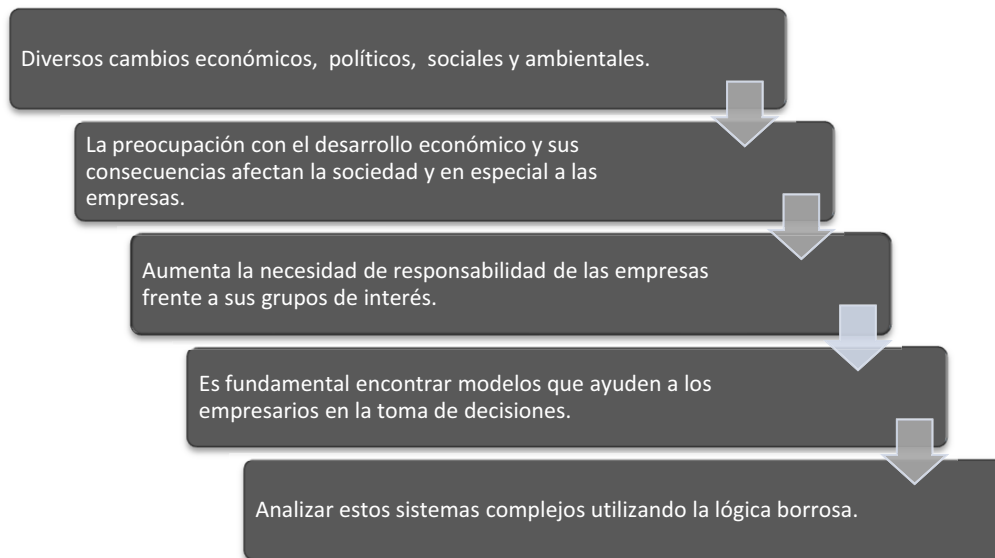 Diversos cambios económicos, políticos, sociales y ambientales.
La preocupación con el desarrollo económico y sus
consecuencias afectan la sociedad y en especial a las
empresas.
Aumenta la necesidad de responsabilidad de las empresas
frente a sus grupos de interés.
Es fundamental encontrar modelos que ayuden a los
empresarios en la toma de decisiones.
Analizar estos sistemas complejos utilizando la lógica borrosa.